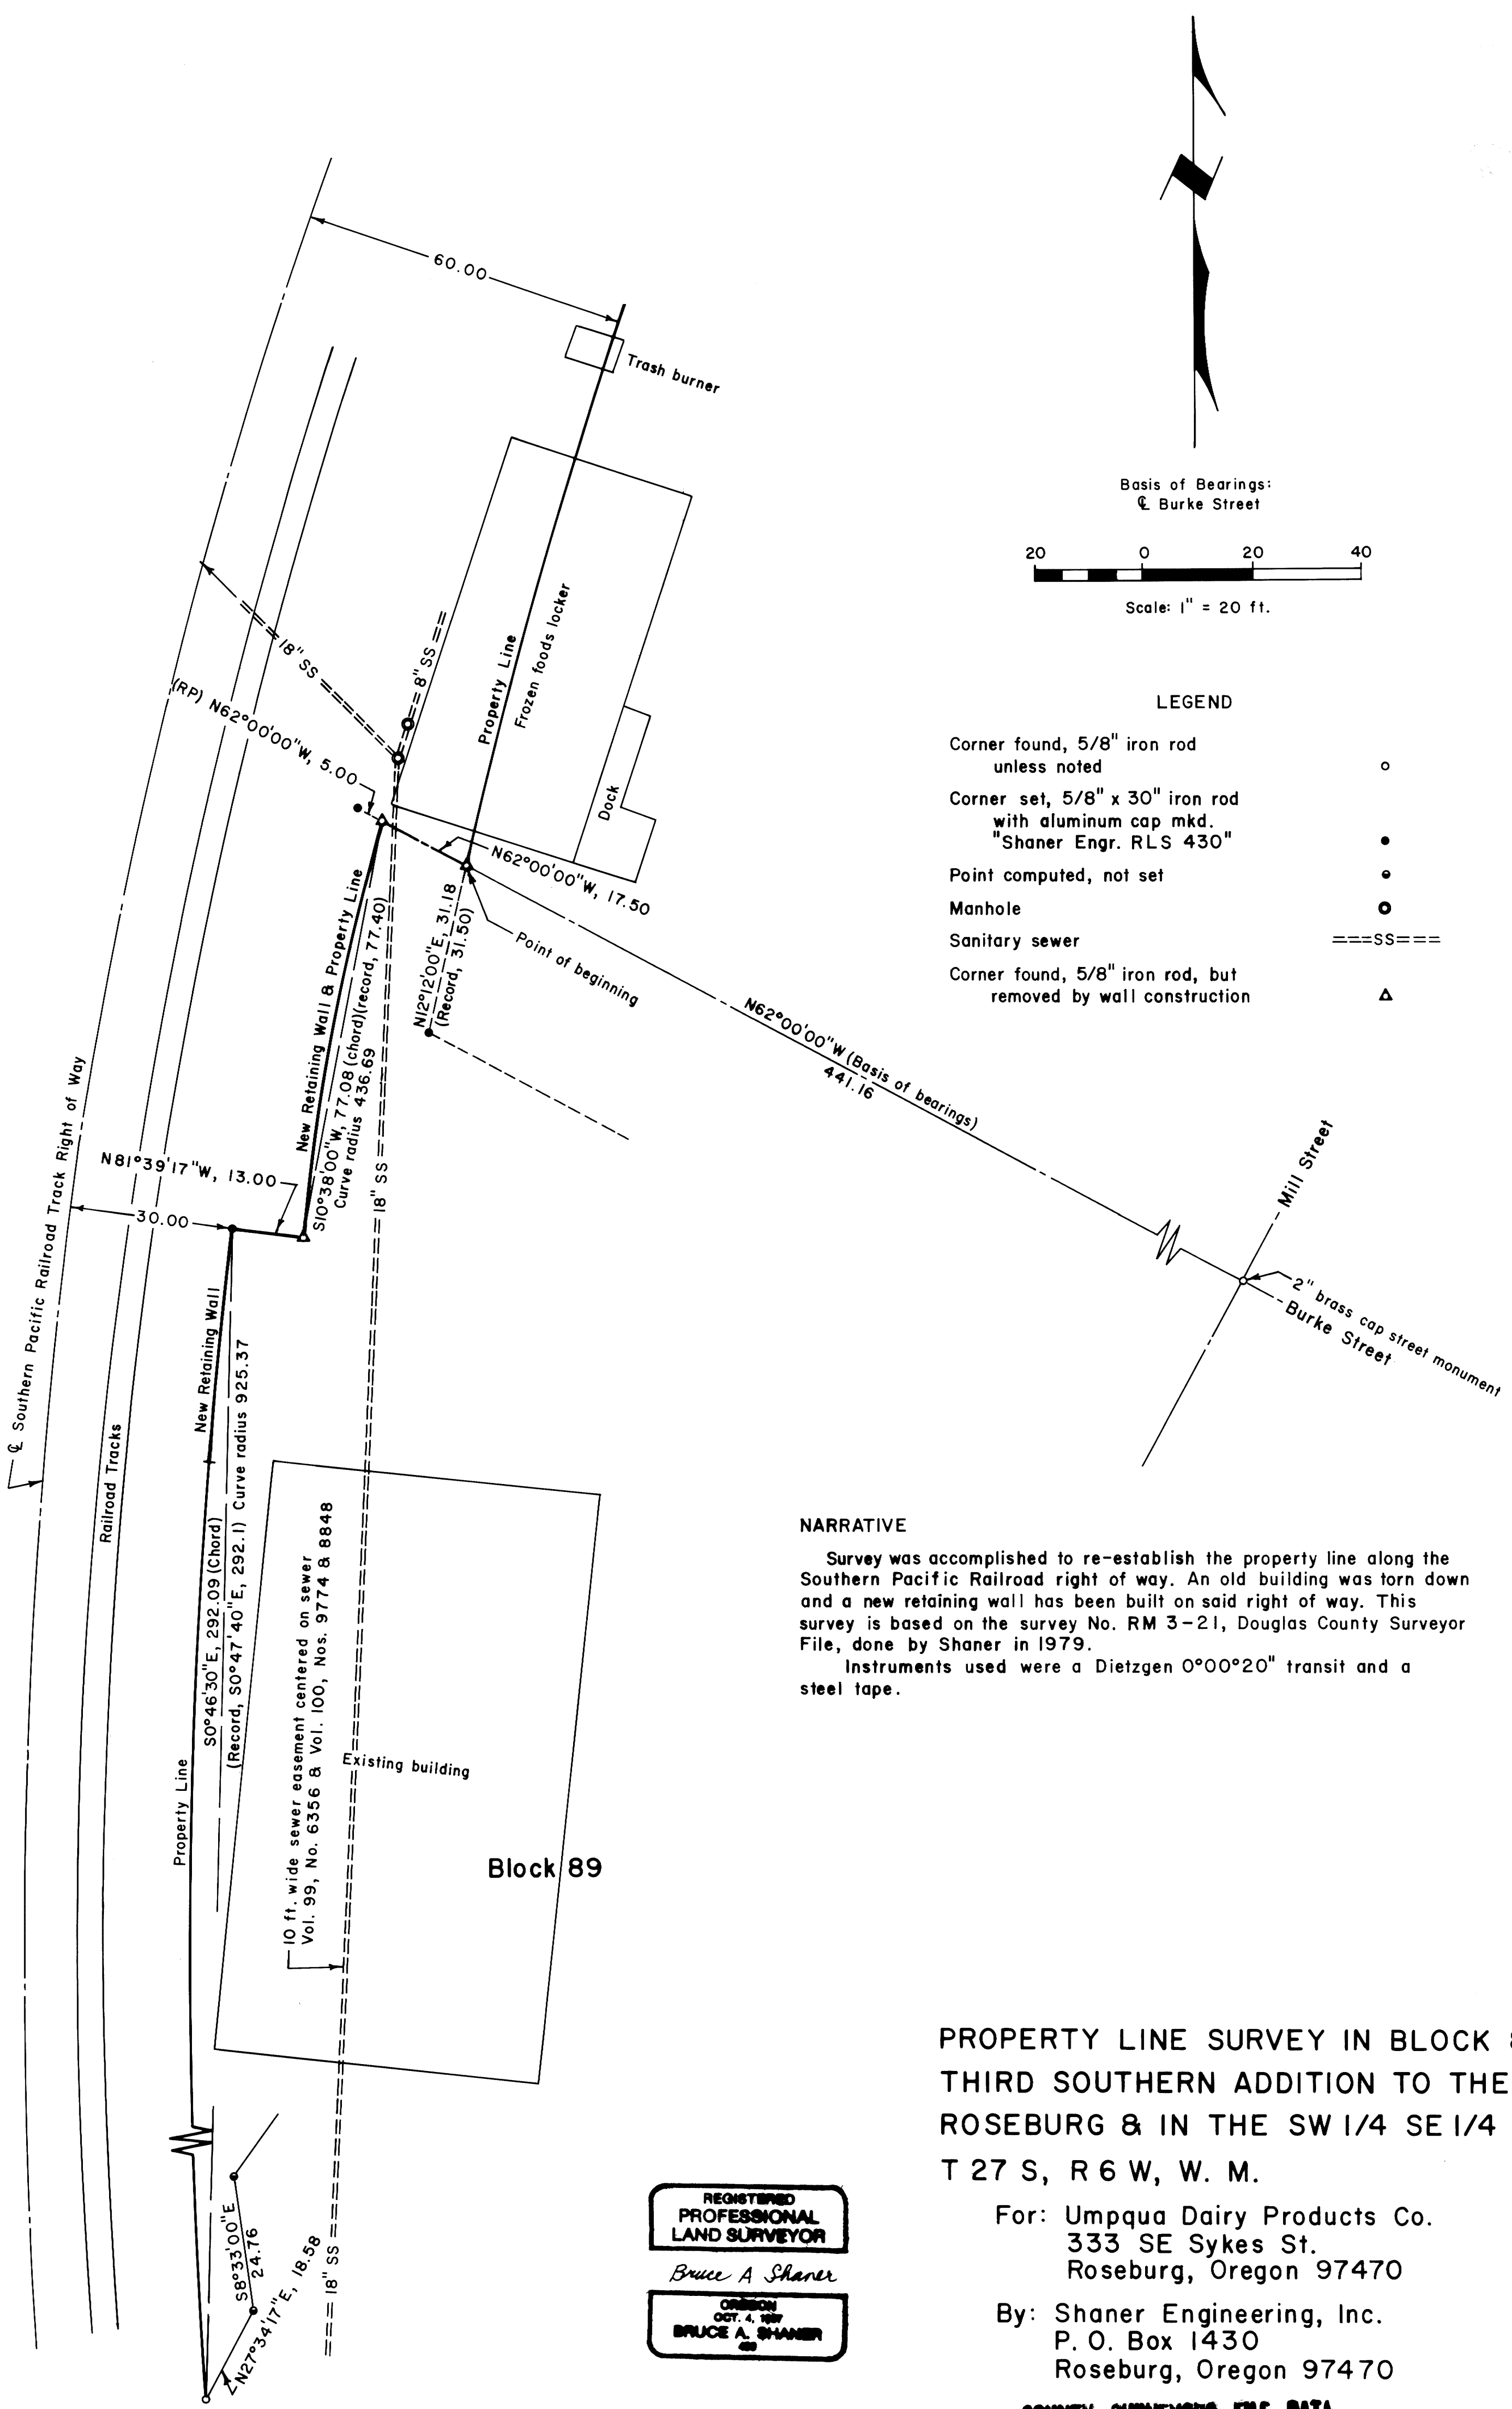 60.00
Trash burner
Basis of Bearings:
℄ Burke Street
20 0 20 40
Scale: 1" = 20 ft.
18" SS
8" SS
Property Line
Frozen foods locker
Dock
(RP) N62°00'00"W, 5.00
N62°00'00"W, 17.50
New Retaining Wall & Property Line
S10°38'00"W, 77.08 (chord)(record, 77.40)
Curve radius 436.69
N12°12'00"E, 31.18
(Record, 31.50)
Point of beginning
LEGEND
Corner found, 5/8" iron rod
unless noted
Corner set, 5/8" x 30" iron rod
with aluminum cap mkd.
"Shaner Engr. RLS 430"
Point computed, not set
Manhole
Sanitary sewer ===SS===
Corner found, 5/8" iron rod, but
removed by wall construction
N62°00'00"W (Basis of bearings)
441.16
Mill Street
2" brass cap street monument
Burke Street
℄ Southern Pacific Railroad Track Right of Way
N81°39'17"W, 13.00
30.00
18" SS
Railroad Tracks
New Retaining Wall
S0°46'30"E, 292.09 (Chord)
(Record, S0°47'40"E, 292.1) Curve radius 925.37
Property Line
10 ft. wide sewer easement centered on sewer
Vol. 99, No. 6356 & Vol. 100, Nos. 9774 & 8848
Existing building
Block 89
NARRATIVE
Survey was accomplished to re-establish the property line along the
Southern Pacific Railroad right of way. An old building was torn down
and a new retaining wall has been built on said right of way. This
survey is based on the survey No. RM 3-21, Douglas County Surveyor
File, done by Shaner in 1979.
Instruments used were a Dietzgen 0°00°20" transit and a
steel tape.
S8°33'00"E
24.76
N27°34'17"E, 18.58
18" SS
REGISTERED
PROFESSIONAL
LAND SURVEYOR
Bruce A Shaner
OREGON
OCT. 4, 1957
BRUCE A. SHANER
PROPERTY LINE SURVEY IN BLOCK
THIRD SOUTHERN ADDITION TO THE
ROSEBURG & IN THE SW 1/4 SE 1/4
T 27 S, R 6 W, W. M.
For: Umpqua Dairy Products Co.
333 SE Sykes St.
Roseburg, Oregon 97470
By: Shaner Engineering, Inc.
P. O. Box 1430
Roseburg, Oregon 97470